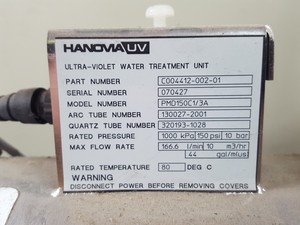 HANOVIA UV
ULTRA-VIOLET WATER TREATMENT UNIT
PART NUMBER C004412-002-01
SERIAL NUMBER 070427
MODEL NUMBER PMD150C1/3A
ARC TUBE NUMBER 130027-2001
QUARTZ TUBE NUMBER 320193-1028
RATED PRESSURE 1000 kPa 150 psi 10 bar
MAX FLOW RATE 166.6 l/min 10 m3/hr
44 gal/mius
RATED TEMPERATURE 80 DEG C
WARNING
DISCONNECT POWER BEFORE REMOVING COVERS